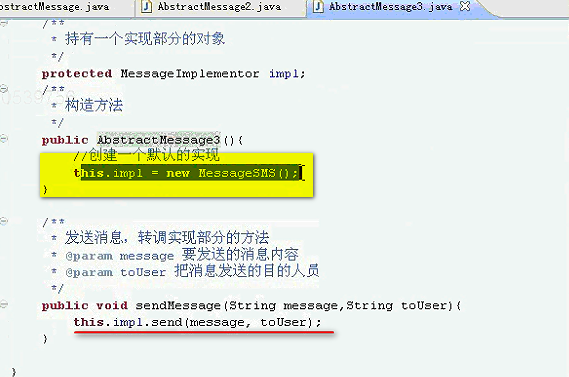 bstractMessage.java AbstractMessage2.java AbstractMessage3.java
/**
* 持有一个实现部分的对象
*/
protected MessageImplementor impl;
/**
* 构造方法
*/
public AbstractMessage3(){
//创建一个默认的实现
this.impl = new MessageSMS();
}
/**
* 发送消息，转调实现部分的方法
* @param message 要发送的消息内容
* @param toUser 把消息发送的目的人员
*/
public void sendMessage(String message,String toUser){
this.impl.send(message, toUser);
}
}